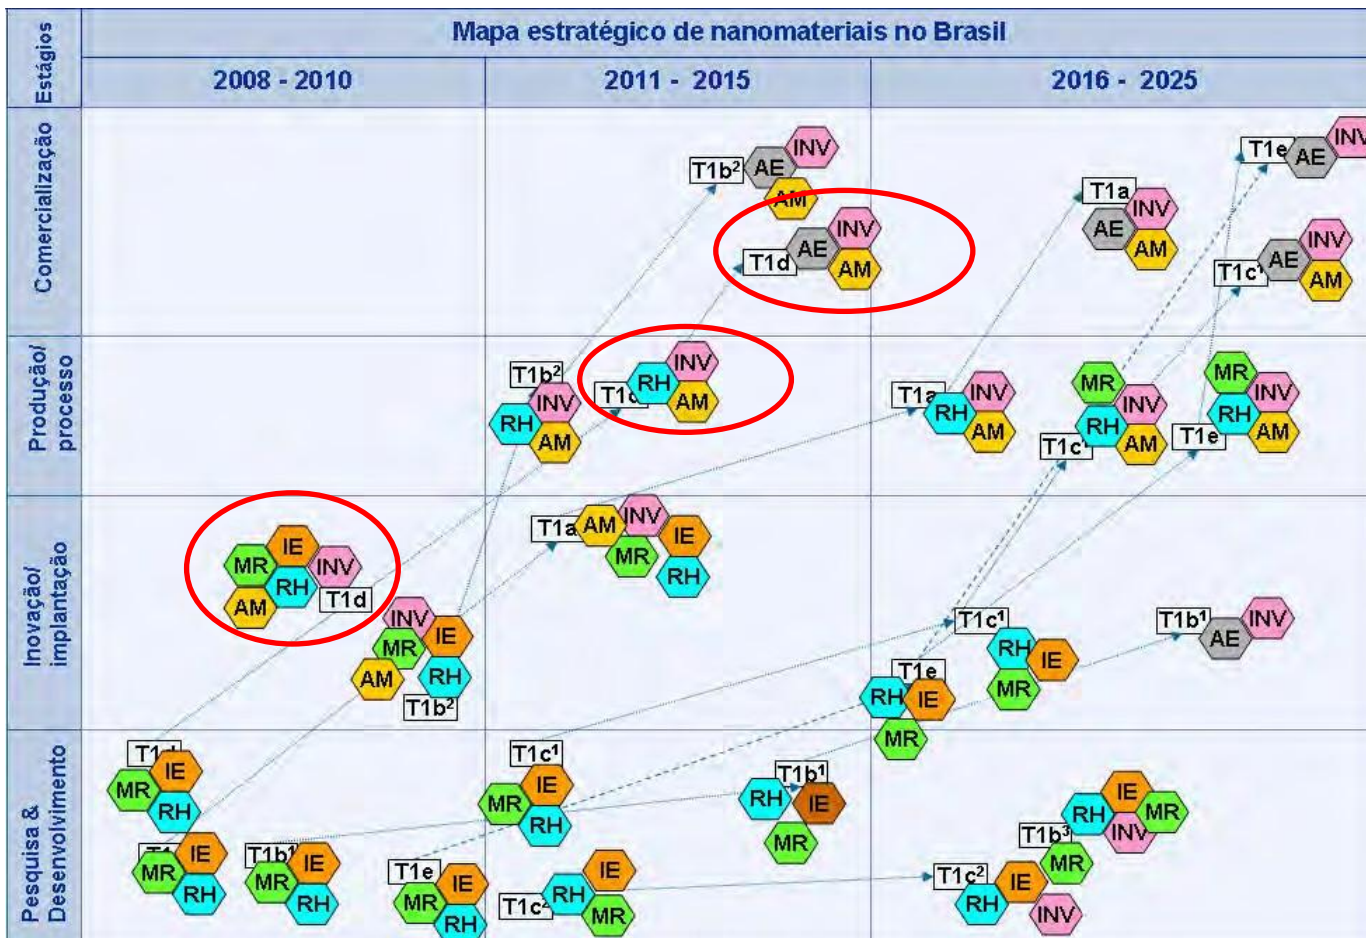 Mapa estratégico de nanomateriais no Brasil
Estágios
2008 - 2010
2011 - 2015
2016 - 2025
Comercialização
T1b²
AE
INV
AM
T1d
AE
INV
AM
T1a
INV
AE
AM
T1e
AE
INV
T1c¹
AE
INV
AM
Produção/
processo
T1b²
INV
RH
AM
RH
INV
AM
T1a
RH
INV
AM
MR
INV
RH
AM
T1c¹
MR
INV
RH
AM
T1e
Inovação/
implantação
IE
MR
INV
RH
AM
T1d
INV
IE
MR
AM
RH
T1b²
T1a
AM
INV
IE
MR
RH
T1c¹
RH
IE
MR
T1e
RH
IE
MR
T1b¹
AE
INV
Pesquisa &
Desenvolvimento
T1d
IE
MR
RH
IE
MR
RH
T1b¹
IE
MR
RH
T1e
IE
MR
RH
T1c¹
IE
MR
RH
T1c²
RH
IE
MR
T1b¹
RH
IE
MR
T1b³
IE
RH
MR
INV
MR
T1c²
IE
RH
INV